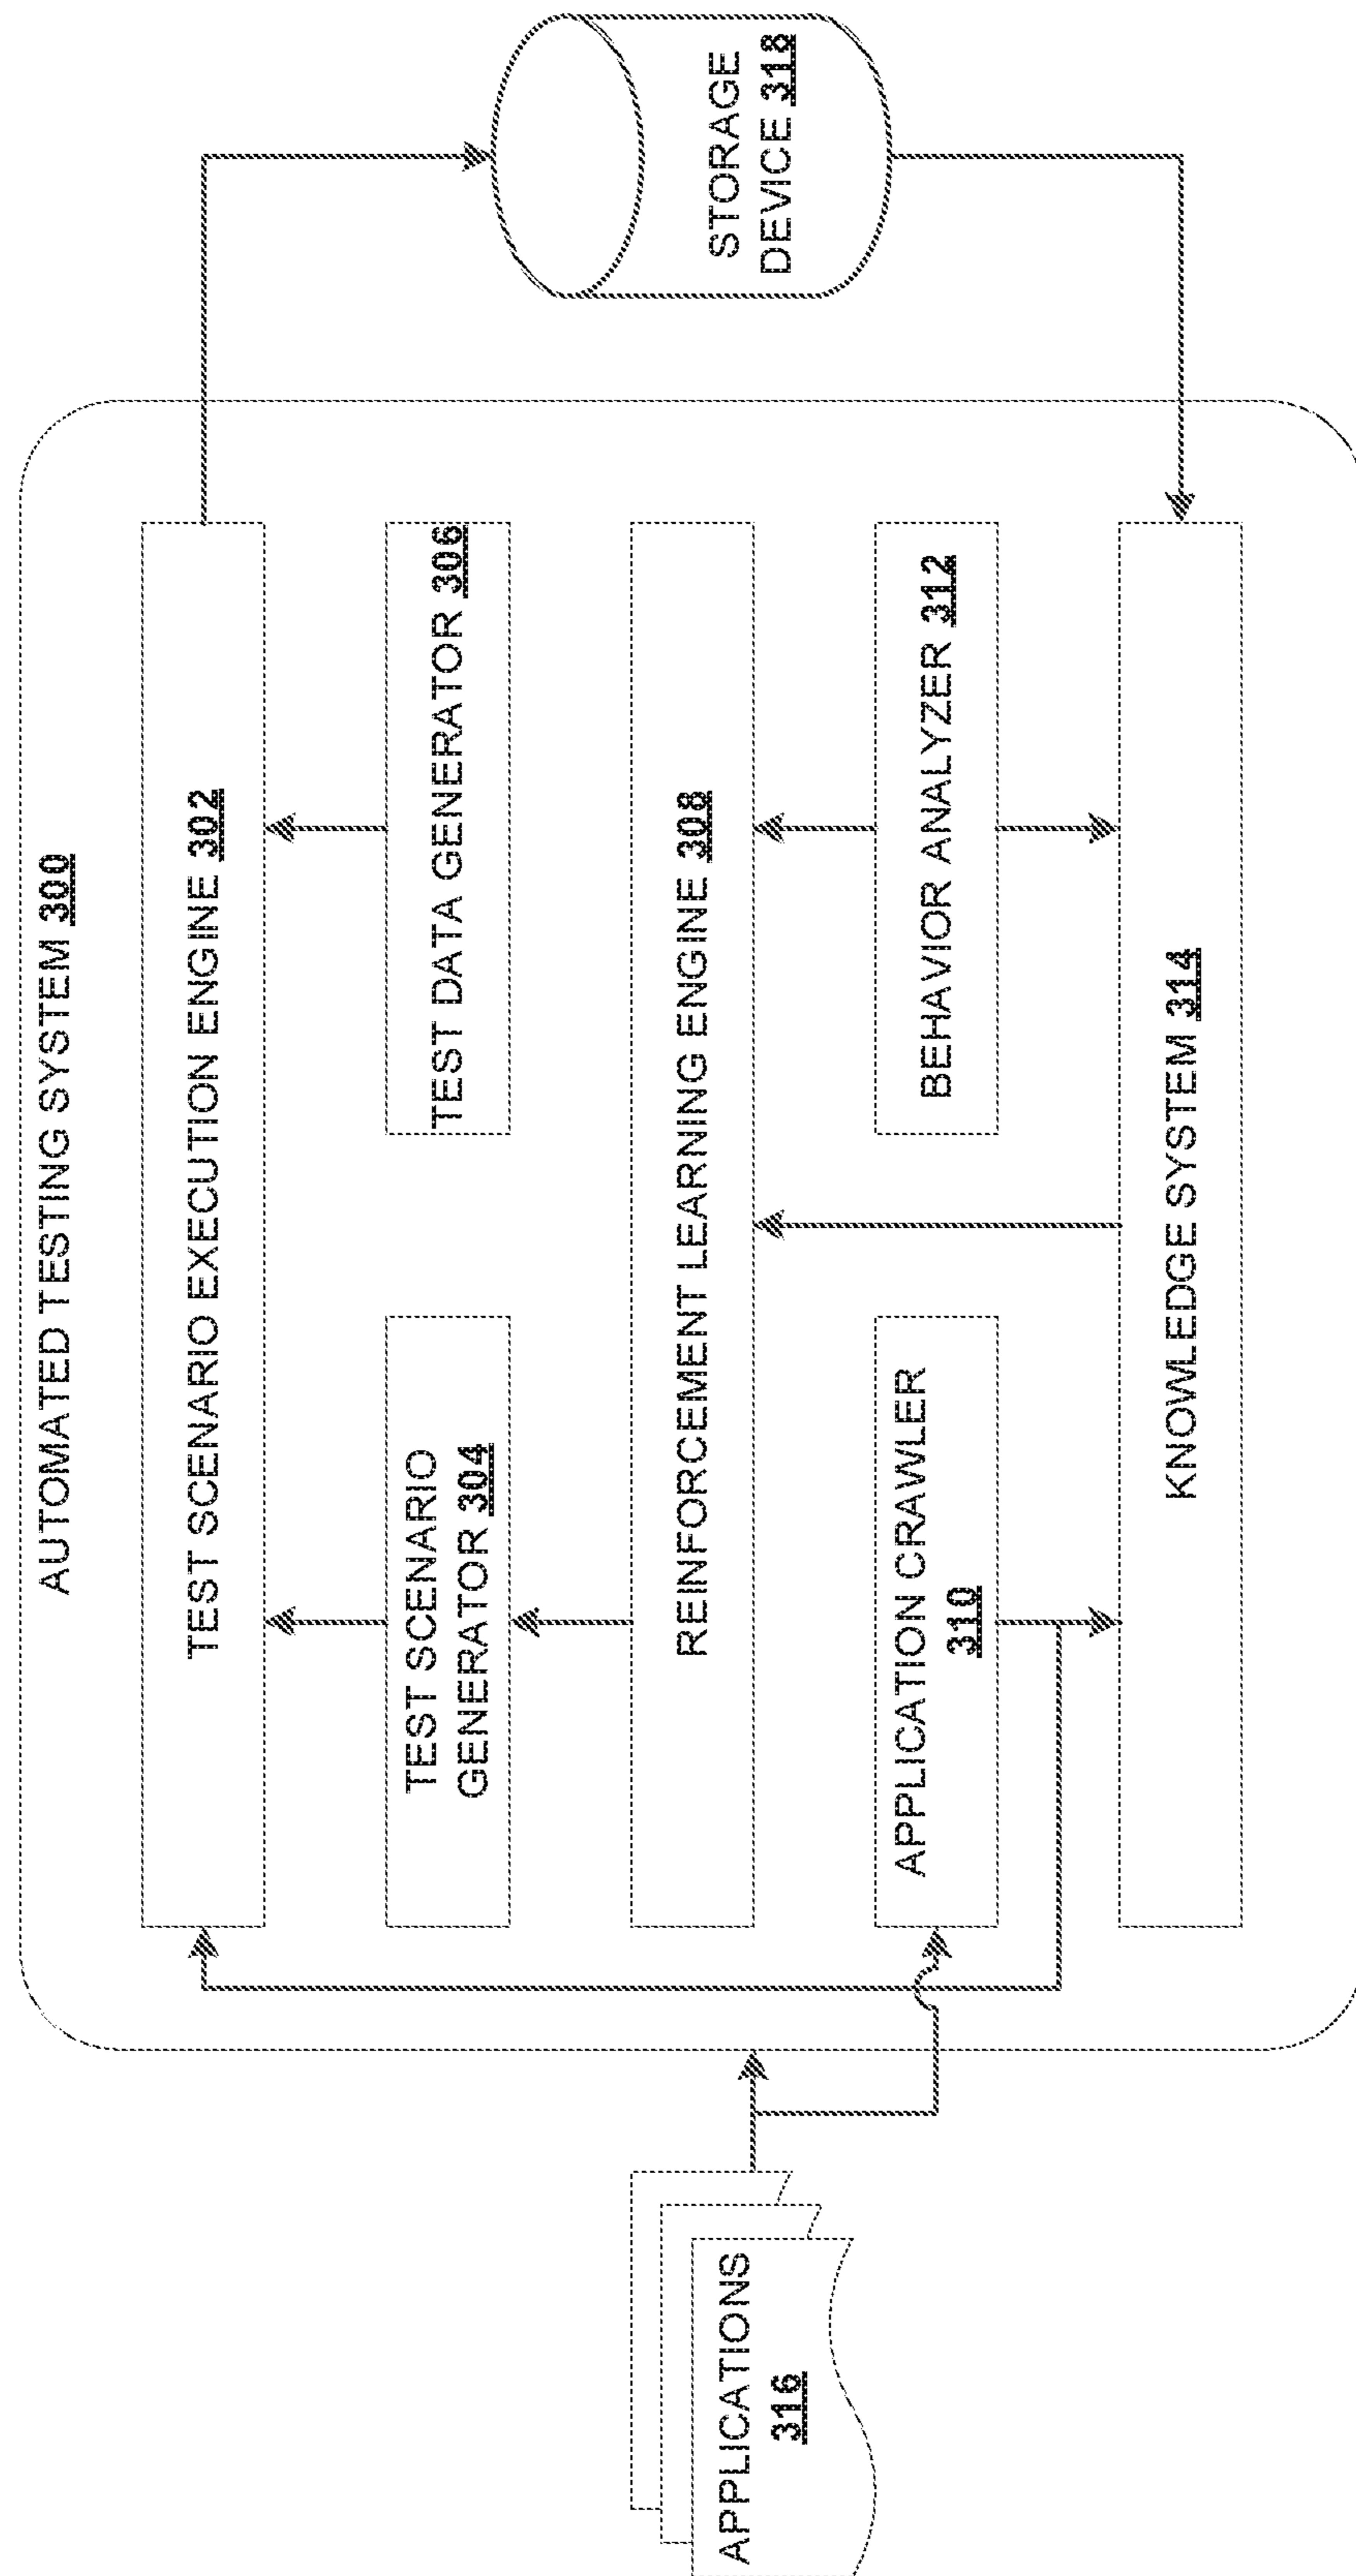 AUTOMATED TESTING SYSTEM 300
TEST SCENARIO EXECUTION ENGINE 302
TEST SCENARIO
GENERATOR 304
TEST DATA GENERATOR 306
REINFORCEMENT LEARNING ENGINE 308
APPLICATION CRAWLER
310
BEHAVIOR ANALYZER 312
KNOWLEDGE SYSTEM 314
APPLICATIONS
316
STORAGE
DEVICE 318